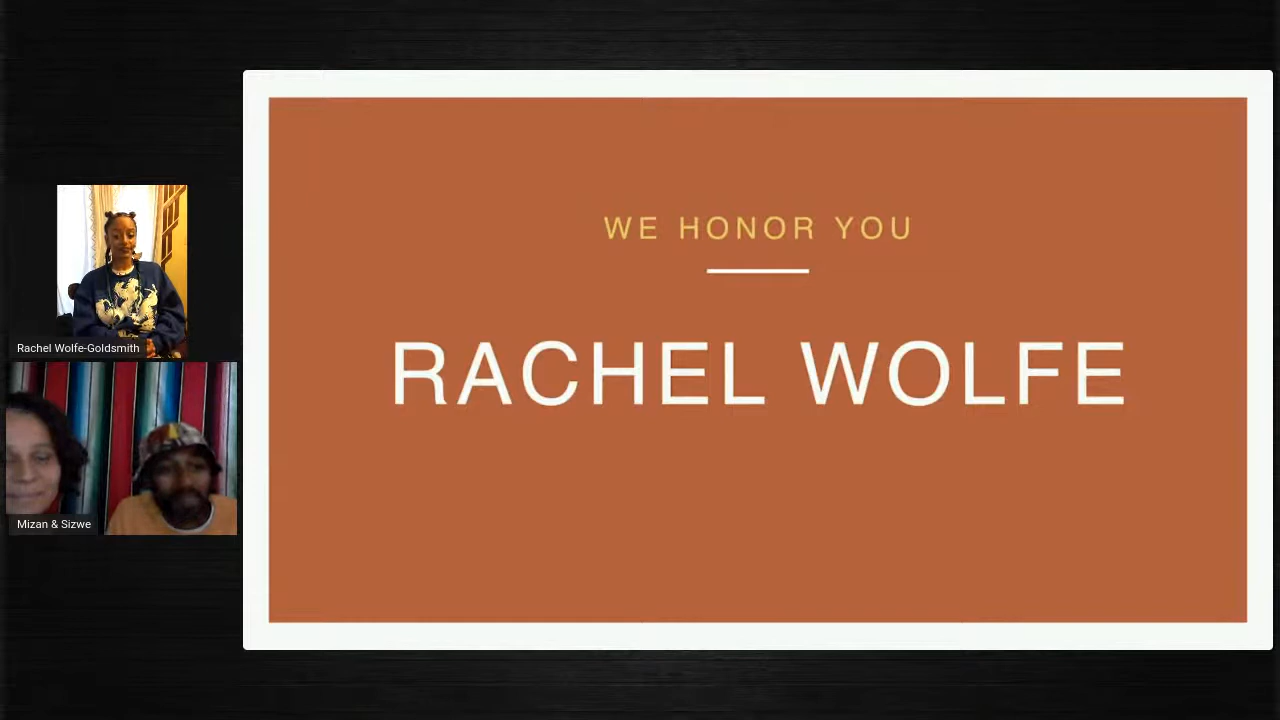 WE HONOR YOU
RACHEL WOLFE
Rachel Wolfe-Goldsmith
Mizan & Sizwe